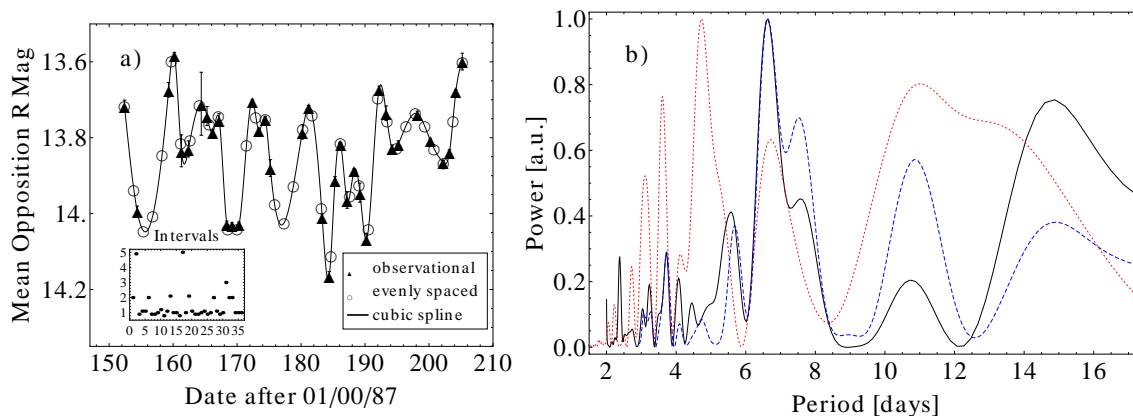 a)
Mean Opposition R Mag
13.6
13.8
14.
14.2
Intervals
5
4
3
2
1
0 5 10 15 20 25 30 35
observational
evenly spaced
cubic spline
150 160 170 180 190 200 210
Date after 01/00/87
b)
Power [a.u.]
1.0
0.8
0.6
0.4
0.2
0.0
2 4 6 8 10 12 14 16
Period [days]